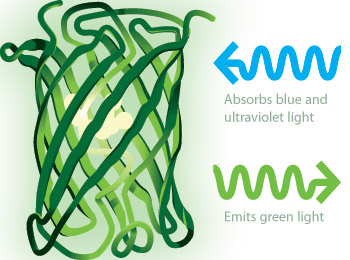 Absorbs blue and
ultraviolet light
Emits green light